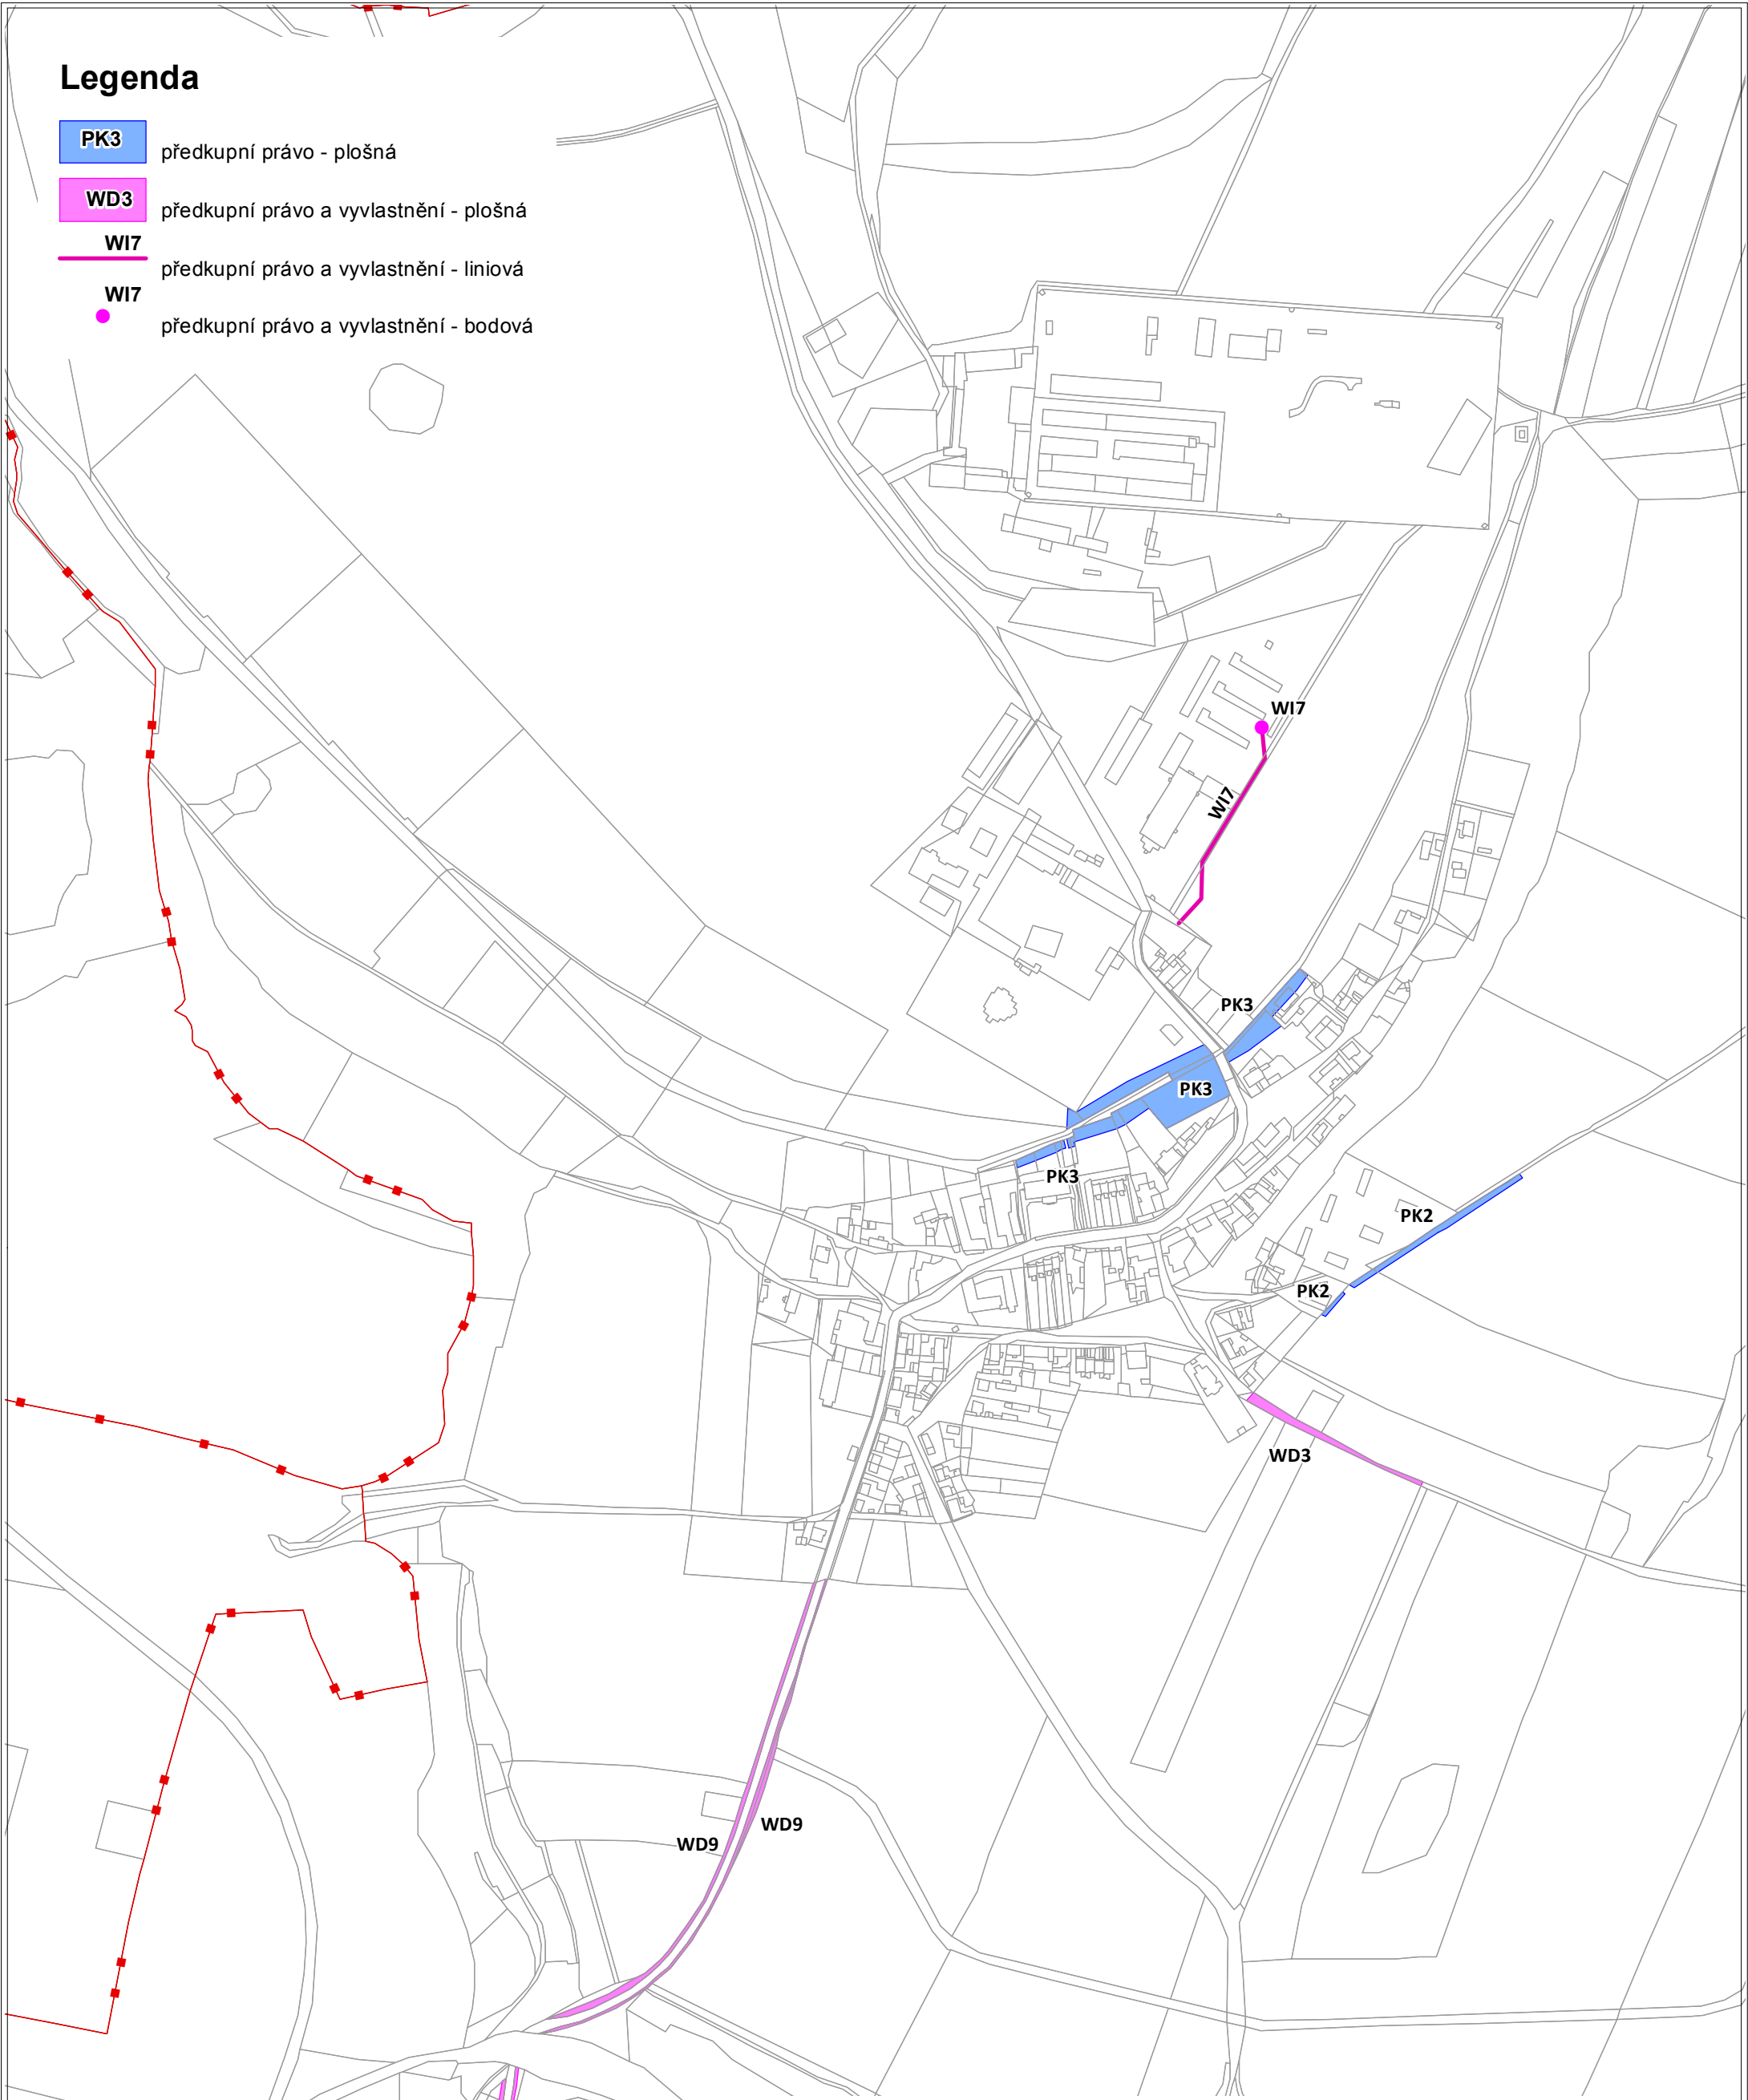 Legenda
PK3
předkupní právo - plošná
WD3
předkupní právo a vyvlastnění - plošná
WI7
předkupní právo a vyvlastnění - liniová
WI7
předkupní právo a vyvlastnění - bodová
WI7
WI7
PK3
PK3
PK3
PK2
PK2
WD3
WD9
WD9